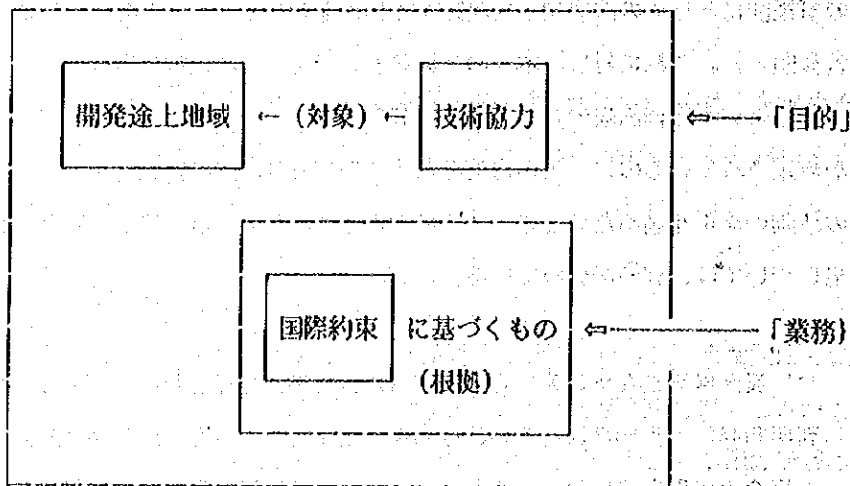 開発途上地域 ← (対象) ← 技術協力 ⇐ 「目的」
国際約束 に基づくもの ⇐ 「業務」
(根拠)